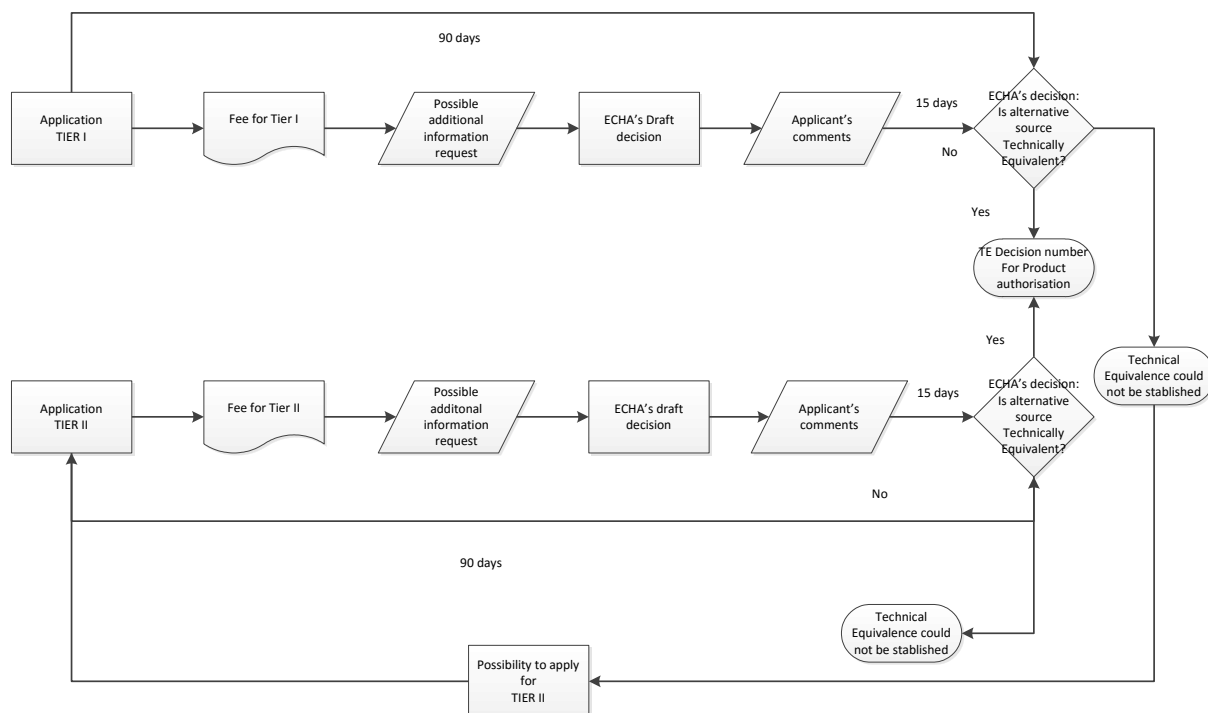 90 days
Application
TIER I
Fee for Tier I
Possible
additional
information
request
ECHA's Draft
decision
Applicant's
comments
15 days
No
ECHA's decision:
Is alternative
source
Technically
Equivalent?
Yes
TE Decision number
For Product
authorisation
Yes
Technical
Equivalence could
not be stablished
Application
TIER II
Fee for Tier II
Possible
additonal
information
request
ECHA's draft
decision
Applicant's
comments
15 days
ECHA's decision:
Is alternative
source
Technically
Equivalent?
No
90 days
Technical
Equivalence could
not be stablished
Possibility to apply
for
TIER II